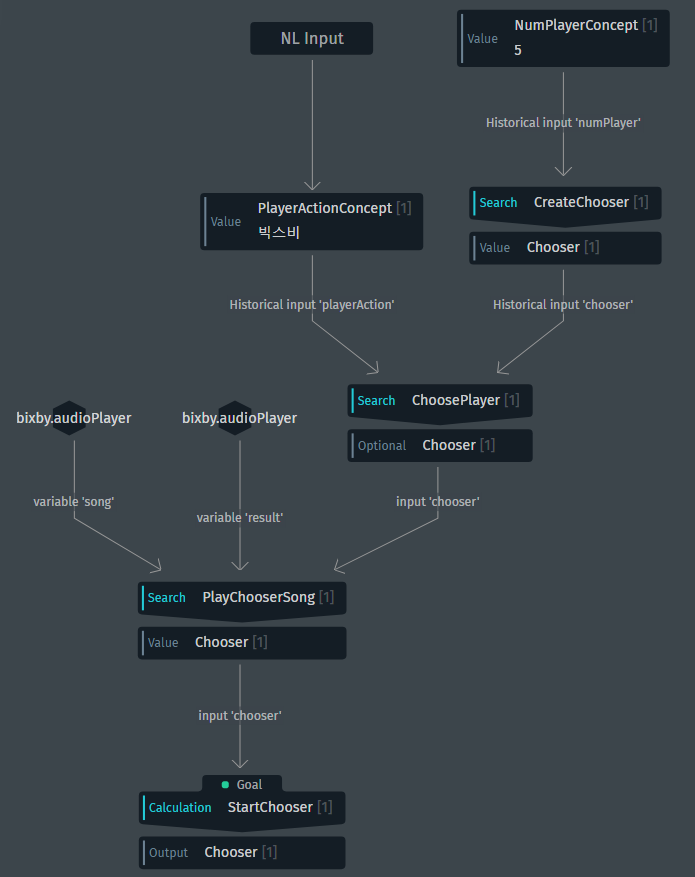 NL Input
NumPlayerConcept [1]
Value
5
Historical input 'numPlayer'
PlayerActionConcept [1]
Value
빅스비
Search CreateChooser [1]
Value Chooser [1]
Historical input 'playerAction'
Historical input 'chooser'
Search ChoosePlayer [1]
Optional Chooser [1]
bixby.audioPlayer
bixby.audioPlayer
variable 'song'
variable 'result'
input 'chooser'
Search PlayChooserSong [1]
Value Chooser [1]
input 'chooser'
Goal
Calculation StartChooser [1]
Output Chooser [1]